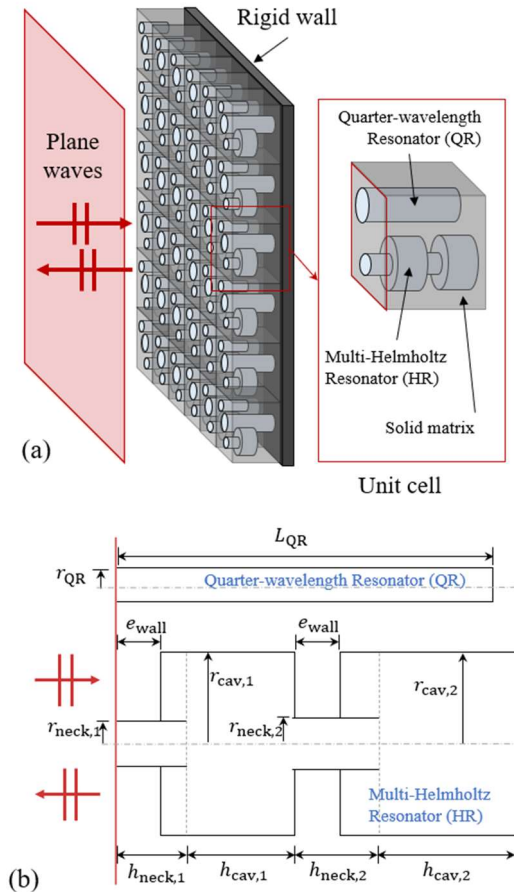 Rigid wall
Plane
waves
Quarter-wavelength
Resonator (QR)
Multi-Helmholtz
Resonator (HR)
Solid matrix
(a)
Unit cell
L_QR
r_QR
Quarter-wavelength Resonator (QR)
e_wall
e_wall
r_cav,1
r_cav,2
r_neck,1
r_neck,2
Multi-Helmholtz
Resonator (HR)
(b)
h_neck,1
h_cav,1
h_neck,2
h_cav,2